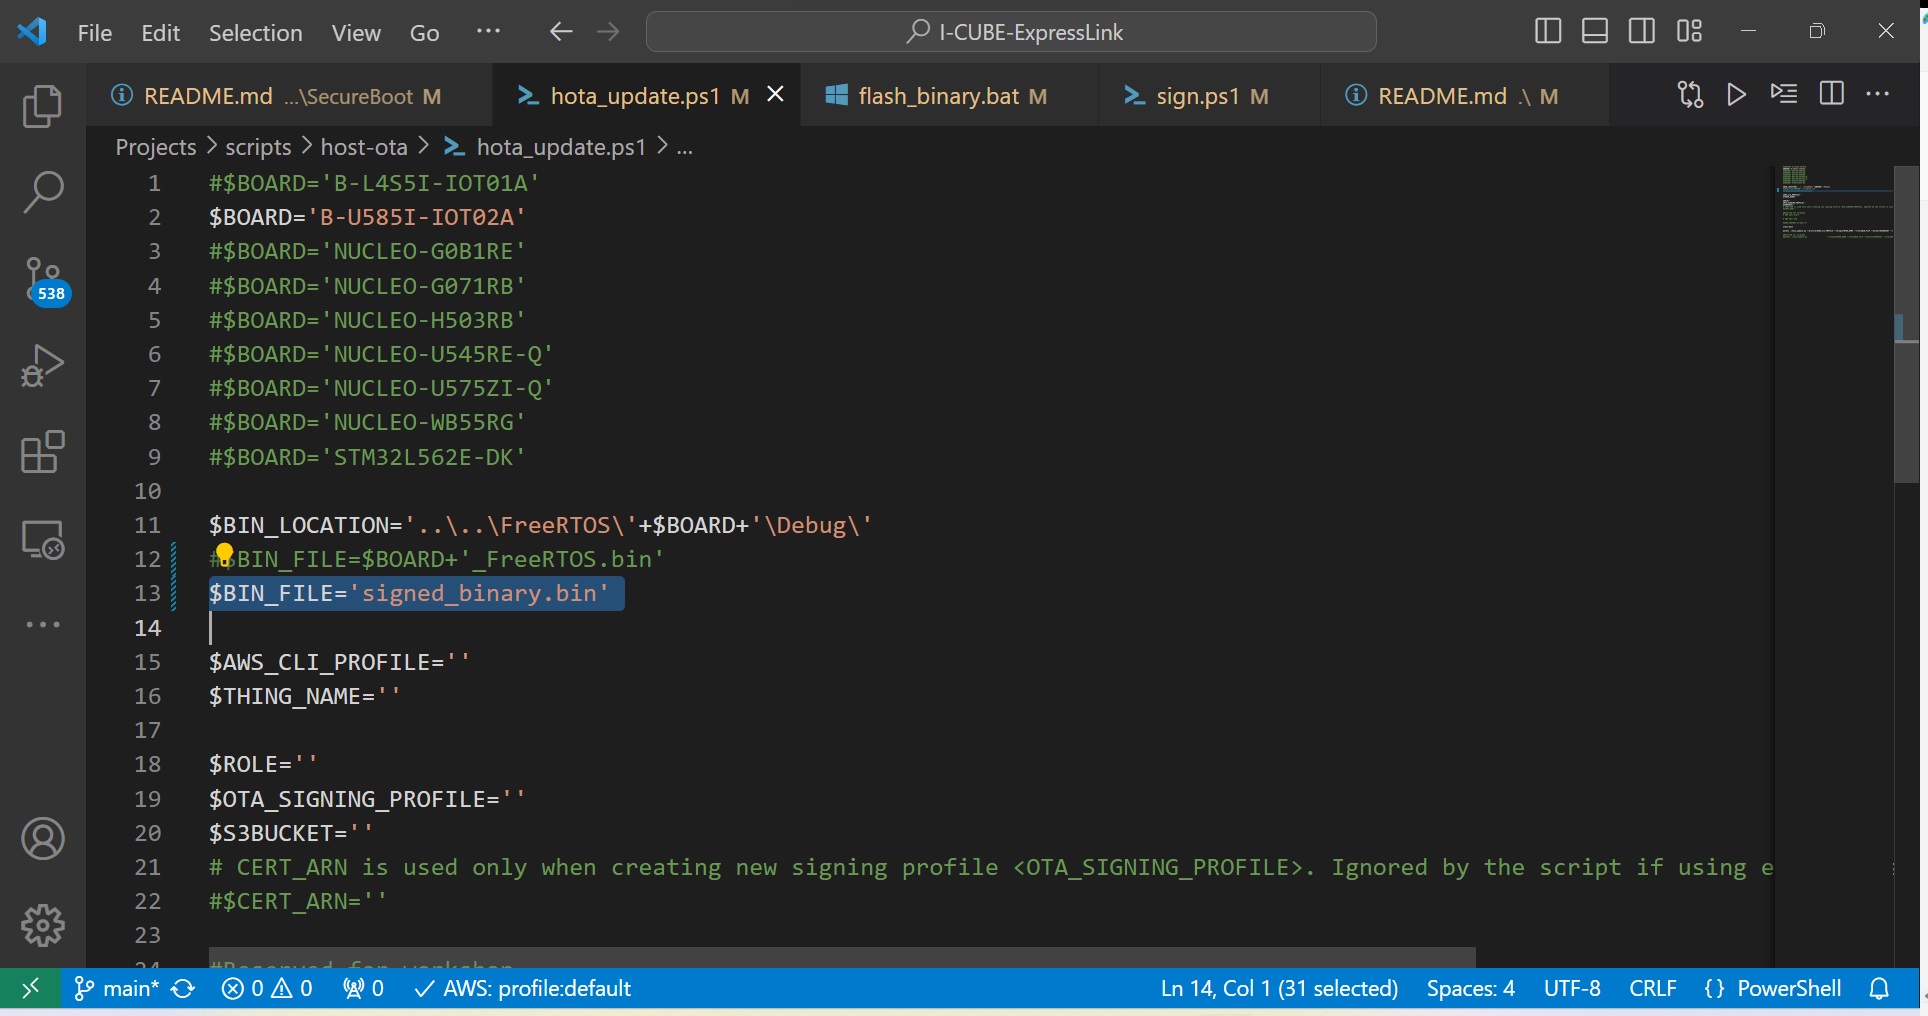 File Edit Selection View Go ···
I-CUBE-ExpressLink
README.md ...\SecureBoot M
hota_update.ps1 M
flash_binary.bat M
sign.ps1 M
README.md .\ M
Projects > scripts > host-ota > hota_update.ps1 > ...
1 #$BOARD='B-L4S5I-IOT01A'
2 $BOARD='B-U585I-IOT02A'
3 #$BOARD='NUCLEO-G0B1RE'
4 #$BOARD='NUCLEO-G071RB'
5 #$BOARD='NUCLEO-H503RB'
6 #$BOARD='NUCLEO-U545RE-Q'
7 #$BOARD='NUCLEO-U575ZI-Q'
8 #$BOARD='NUCLEO-WB55RG'
9 #$BOARD='STM32L562E-DK'
10
11 $BIN_LOCATION='..\..\FreeRTOS\'+$BOARD+'\Debug\'
12 #$BIN_FILE=$BOARD+'_FreeRTOS.bin'
13 $BIN_FILE='signed_binary.bin'
14
15 $AWS_CLI_PROFILE=''
16 $THING_NAME=''
17
18 $ROLE=''
19 $OTA_SIGNING_PROFILE=''
20 $S3BUCKET=''
21 # CERT_ARN is used only when creating new signing profile <OTA_SIGNING_PROFILE>. Ignored by the script if using e
22 #$CERT_ARN=''
23
24 #Reserved for workshop
538
main* 0 0 0 AWS: profile:default
Ln 14, Col 1 (31 selected) Spaces: 4 UTF-8 CRLF {} PowerShell